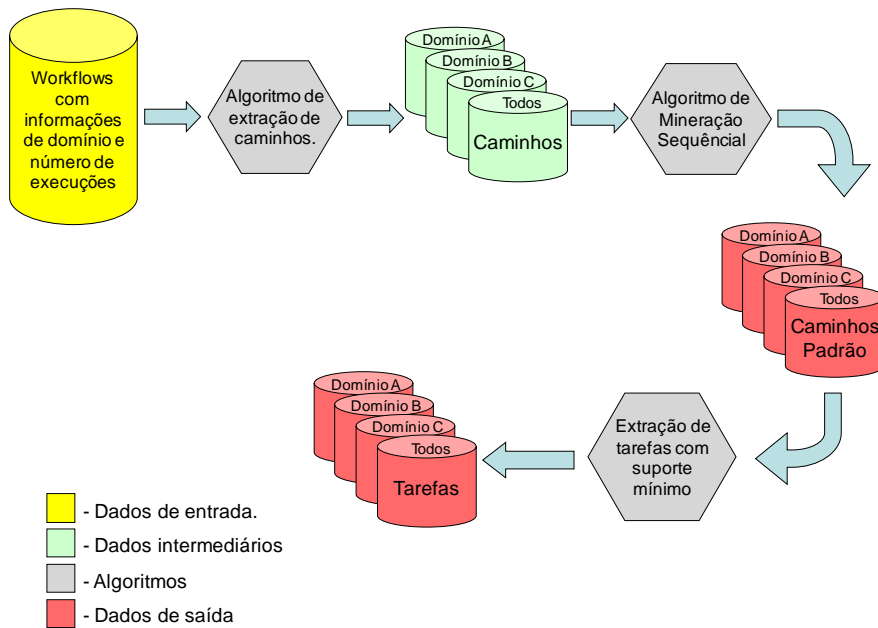 Workflows
com
informações
de domínio e
número de
execuções
Algoritmo de
extração de
caminhos.
Domínio A
Domínio B
Domínio C
Todos
Caminhos
Algoritmo de
Mineração
Sequêncial
Domínio A
Domínio B
Domínio C
Todos
Caminhos
Padrão
Extração de
tarefas com
suporte
mínimo
Domínio A
Domínio B
Domínio C
Todos
Tarefas
- Dados de entrada.
- Dados intermediários
- Algoritmos
- Dados de saída